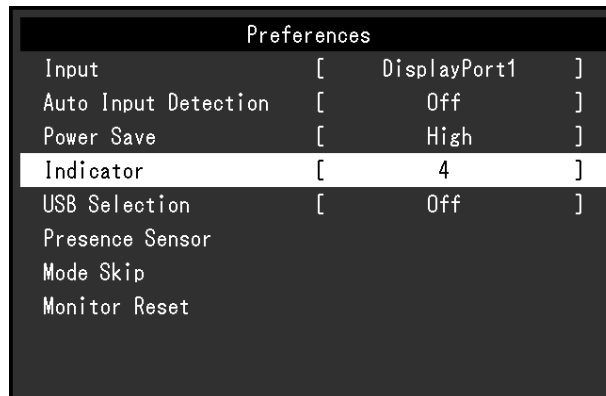 Preferences
Input [ DisplayPort1 ]
Auto Input Detection [ Off ]
Power Save [ High ]
Indicator [ 4 ]
USB Selection [ Off ]
Presence Sensor
Mode Skip
Monitor Reset